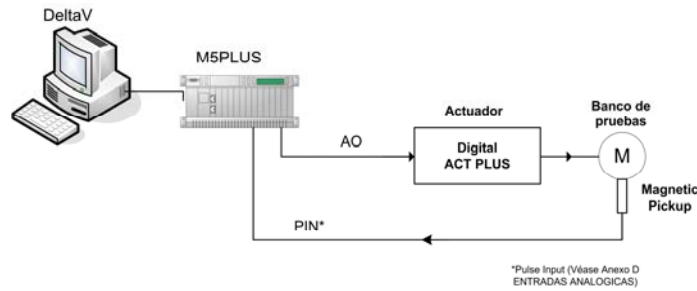 DeltaV
M5PLUS
Actuador
Banco de
pruebas
AO
Digital
ACT PLUS
M
Magnetic
Pickup
PIN*
*Pulse Input (Véase Anexo D
ENTRADAS ANALOGICAS)